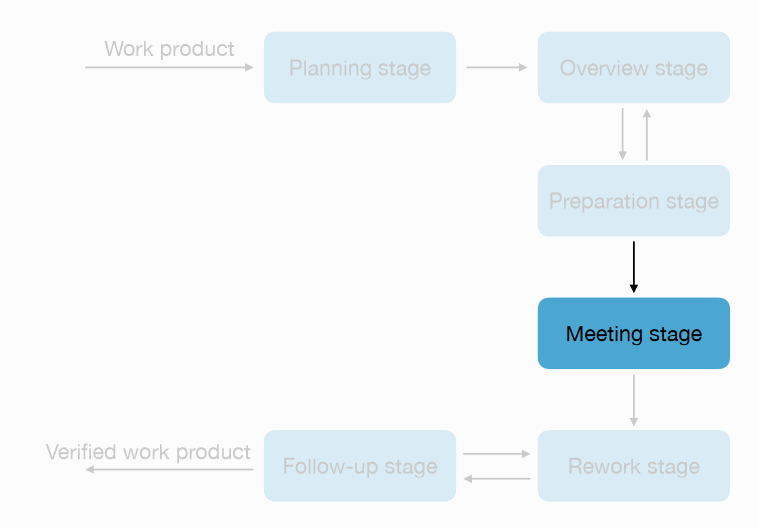 Work product
Planning stage
Overview stage
Preparation stage
Meeting stage
Verified work product
Follow-up stage
Rework stage